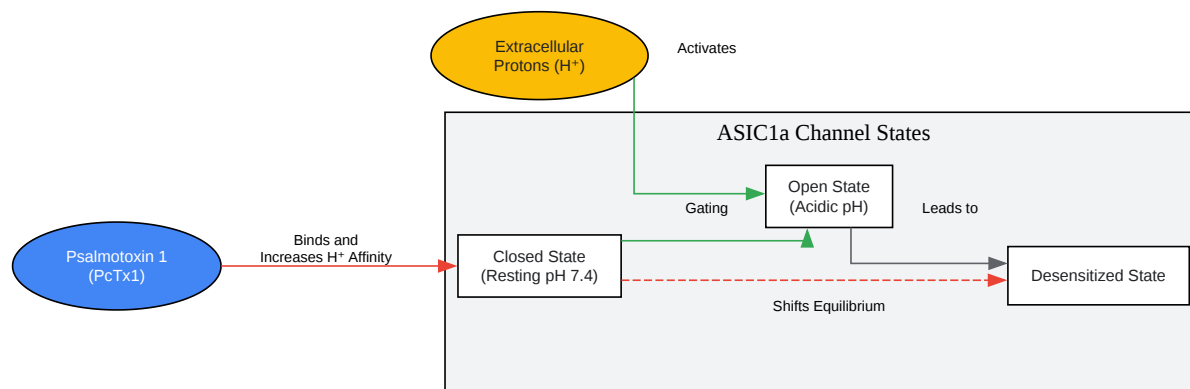 Extracellular
Protons (H⁺)
Activates
ASIC1a Channel States
Open State
(Acidic pH)
Gating
Leads to
Psalmotoxin 1
(PcTx1)
Binds and
Increases H⁺ Affinity
Closed State
(Resting pH 7.4)
Desensitized State
Shifts Equilibrium